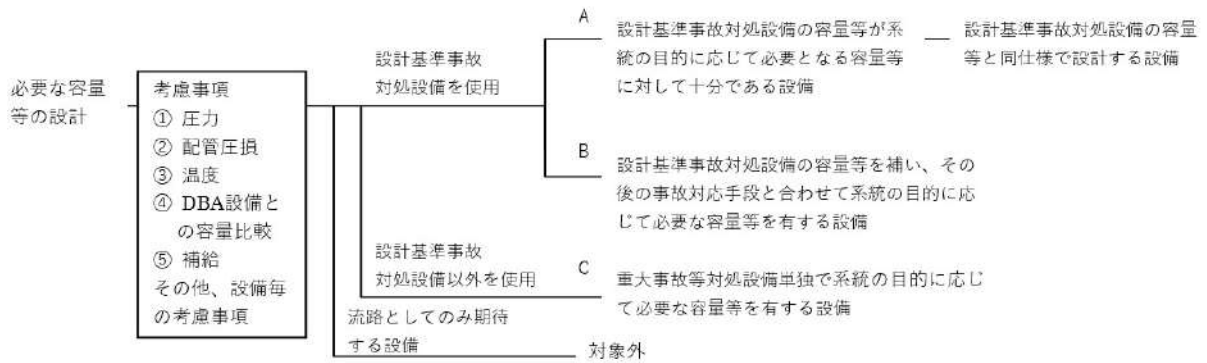 必要な容量
等の設計
考慮事項
① 圧力
② 配管圧損
③ 温度
④ DBA設備と
の容量比較
⑤ 補給
その他、設備毎
の考慮事項
設計基準事故
対処設備を使用
A
設計基準事故対処設備の容量等が系
統の目的に応じて必要となる容量等
に対して十分である設備
設計基準事故対処設備の容量
等と同仕様で設計する設備
B
設計基準事故対処設備の容量等を補い、その
後の事故対応手段と合わせて系統の目的に応
じて必要な容量等を有する設備
設計基準事故
対処設備以外を使用
C
重大事故等対処設備単独で系統の目的に応じ
て必要な容量等を有する設備
流路としてのみ期待
する設備
対象外